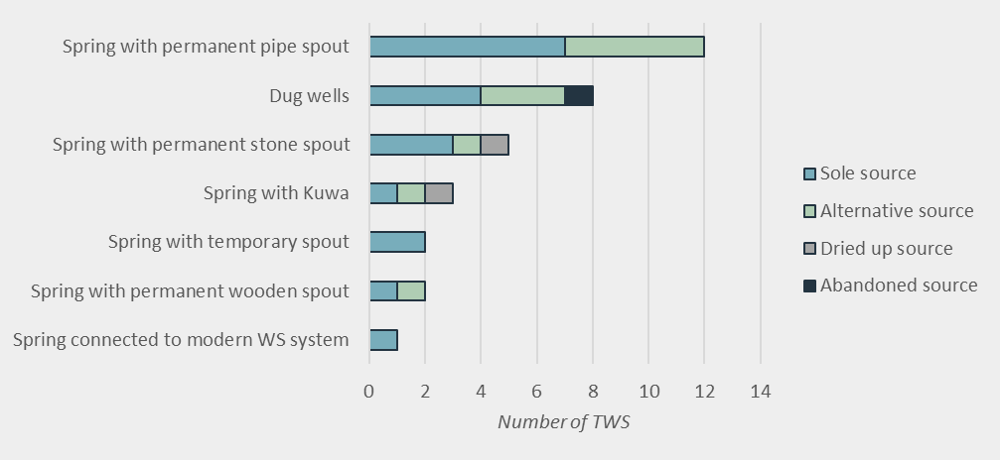 Spring with permanent pipe spout
Dug wells
Spring with permanent stone spout
Spring with Kuwa
Spring with temporary spout
Spring with permanent wooden spout
Spring connected to modern WS system
0 2 4 6 8 10 12 14
Number of TWS
Sole source
Alternative source
Dried up source
Abandoned source